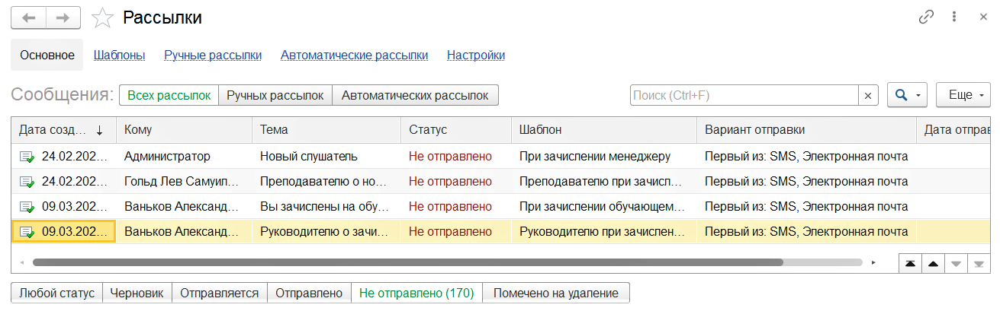 Рассылки
Основное Шаблоны Ручные рассылки Автоматические рассылки Настройки
Сообщения: Всех рассылок Ручных рассылок Автоматических рассылок Поиск (Ctrl+F) × Еще
Дата созд... ↓ Кому Тема Статус Шаблон Вариант отправки Дата отправ
24.02.202... Администратор Новый слушатель Не отправлено При зачислении менеджеру Первый из: SMS, Электронная почта
24.02.202... Гольд Лев Самуил... Преподавателю о но... Не отправлено Преподавателю при зачисл... Первый из: SMS, Электронная почта
09.03.202... Ваньков Александ... Вы зачислены на обу... Не отправлено При зачислении обучающем... Первый из: SMS, Электронная почта
09.03.202... Ваньков Александ... Руководителю о зачи... Не отправлено Руководителю при зачислен... Первый из: SMS, Электронная почта
Любой статус Черновик Отправляется Отправлено Не отправлено (170) Помечено на удаление